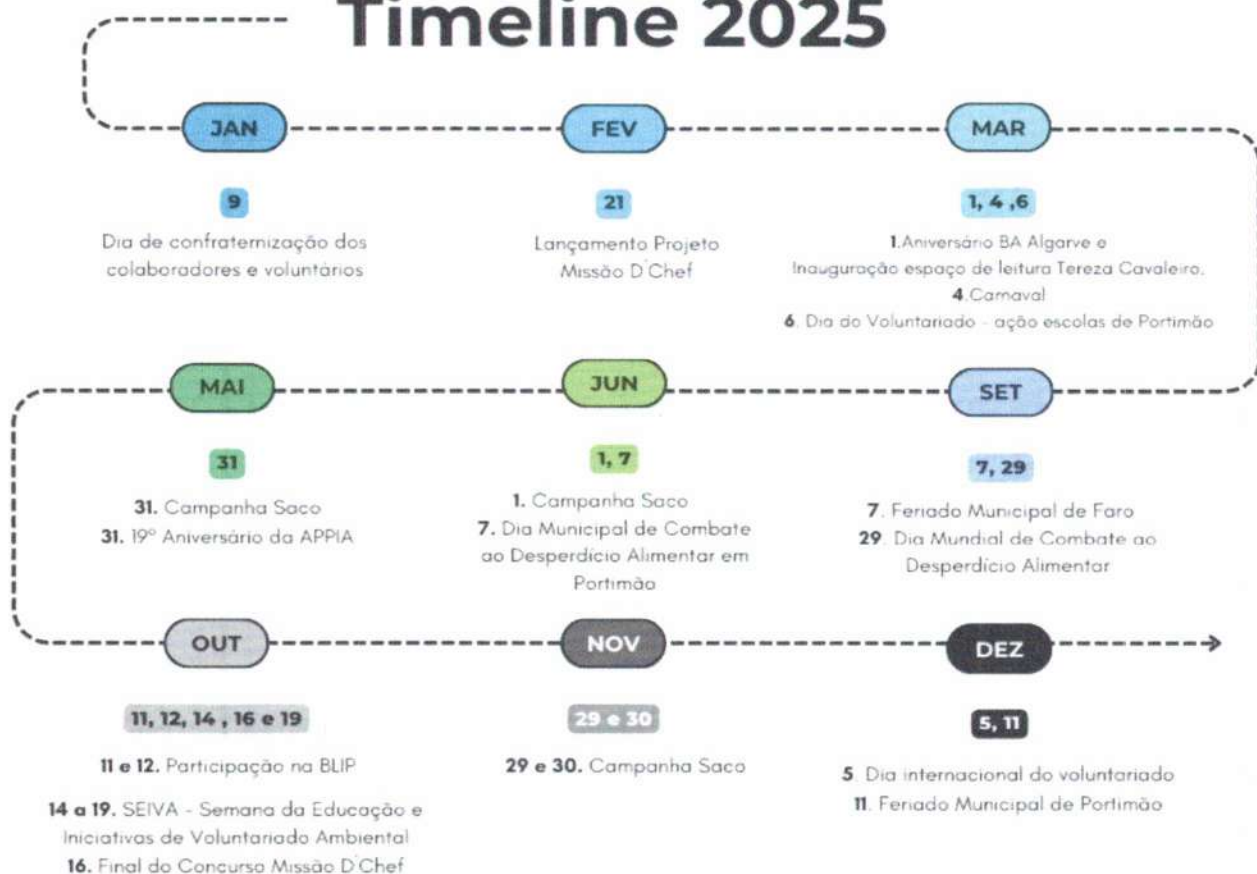 Timeline 2025
JAN
FEV
MAR
9
21
1, 4 ,6
Dia de confraternização dos
colaboradores e voluntários
Lançamento Projeto
Missão D'Chef
1.Aniversário BA Algarve e
Inauguração espaço de leitura Tereza Cavaleiro.
4.Carnaval
6. Dia do Voluntariado - ação escolas de Portimão
MAI
JUN
SET
31
1, 7
7, 29
31. Campanha Saco
31. 19º Aniversário da APPIA
1. Campanha Saco
7. Dia Municipal de Combate
ao Desperdício Alimentar em
Portimão
7. Feriado Municipal de Faro
29. Dia Mundial de Combate ao
Desperdício Alimentar
OUT
NOV
DEZ
11, 12, 14 , 16 e 19
29 e 30
5, 11
11 e 12. Participação na BLIP
14 a 19. SEIVA - Semana da Educação e
Iniciativas de Voluntariado Ambiental
16. Final do Concurso Missão D'Chef
29 e 30. Campanha Saco
5. Dia internacional do voluntariado
11. Feriado Municipal de Portimão